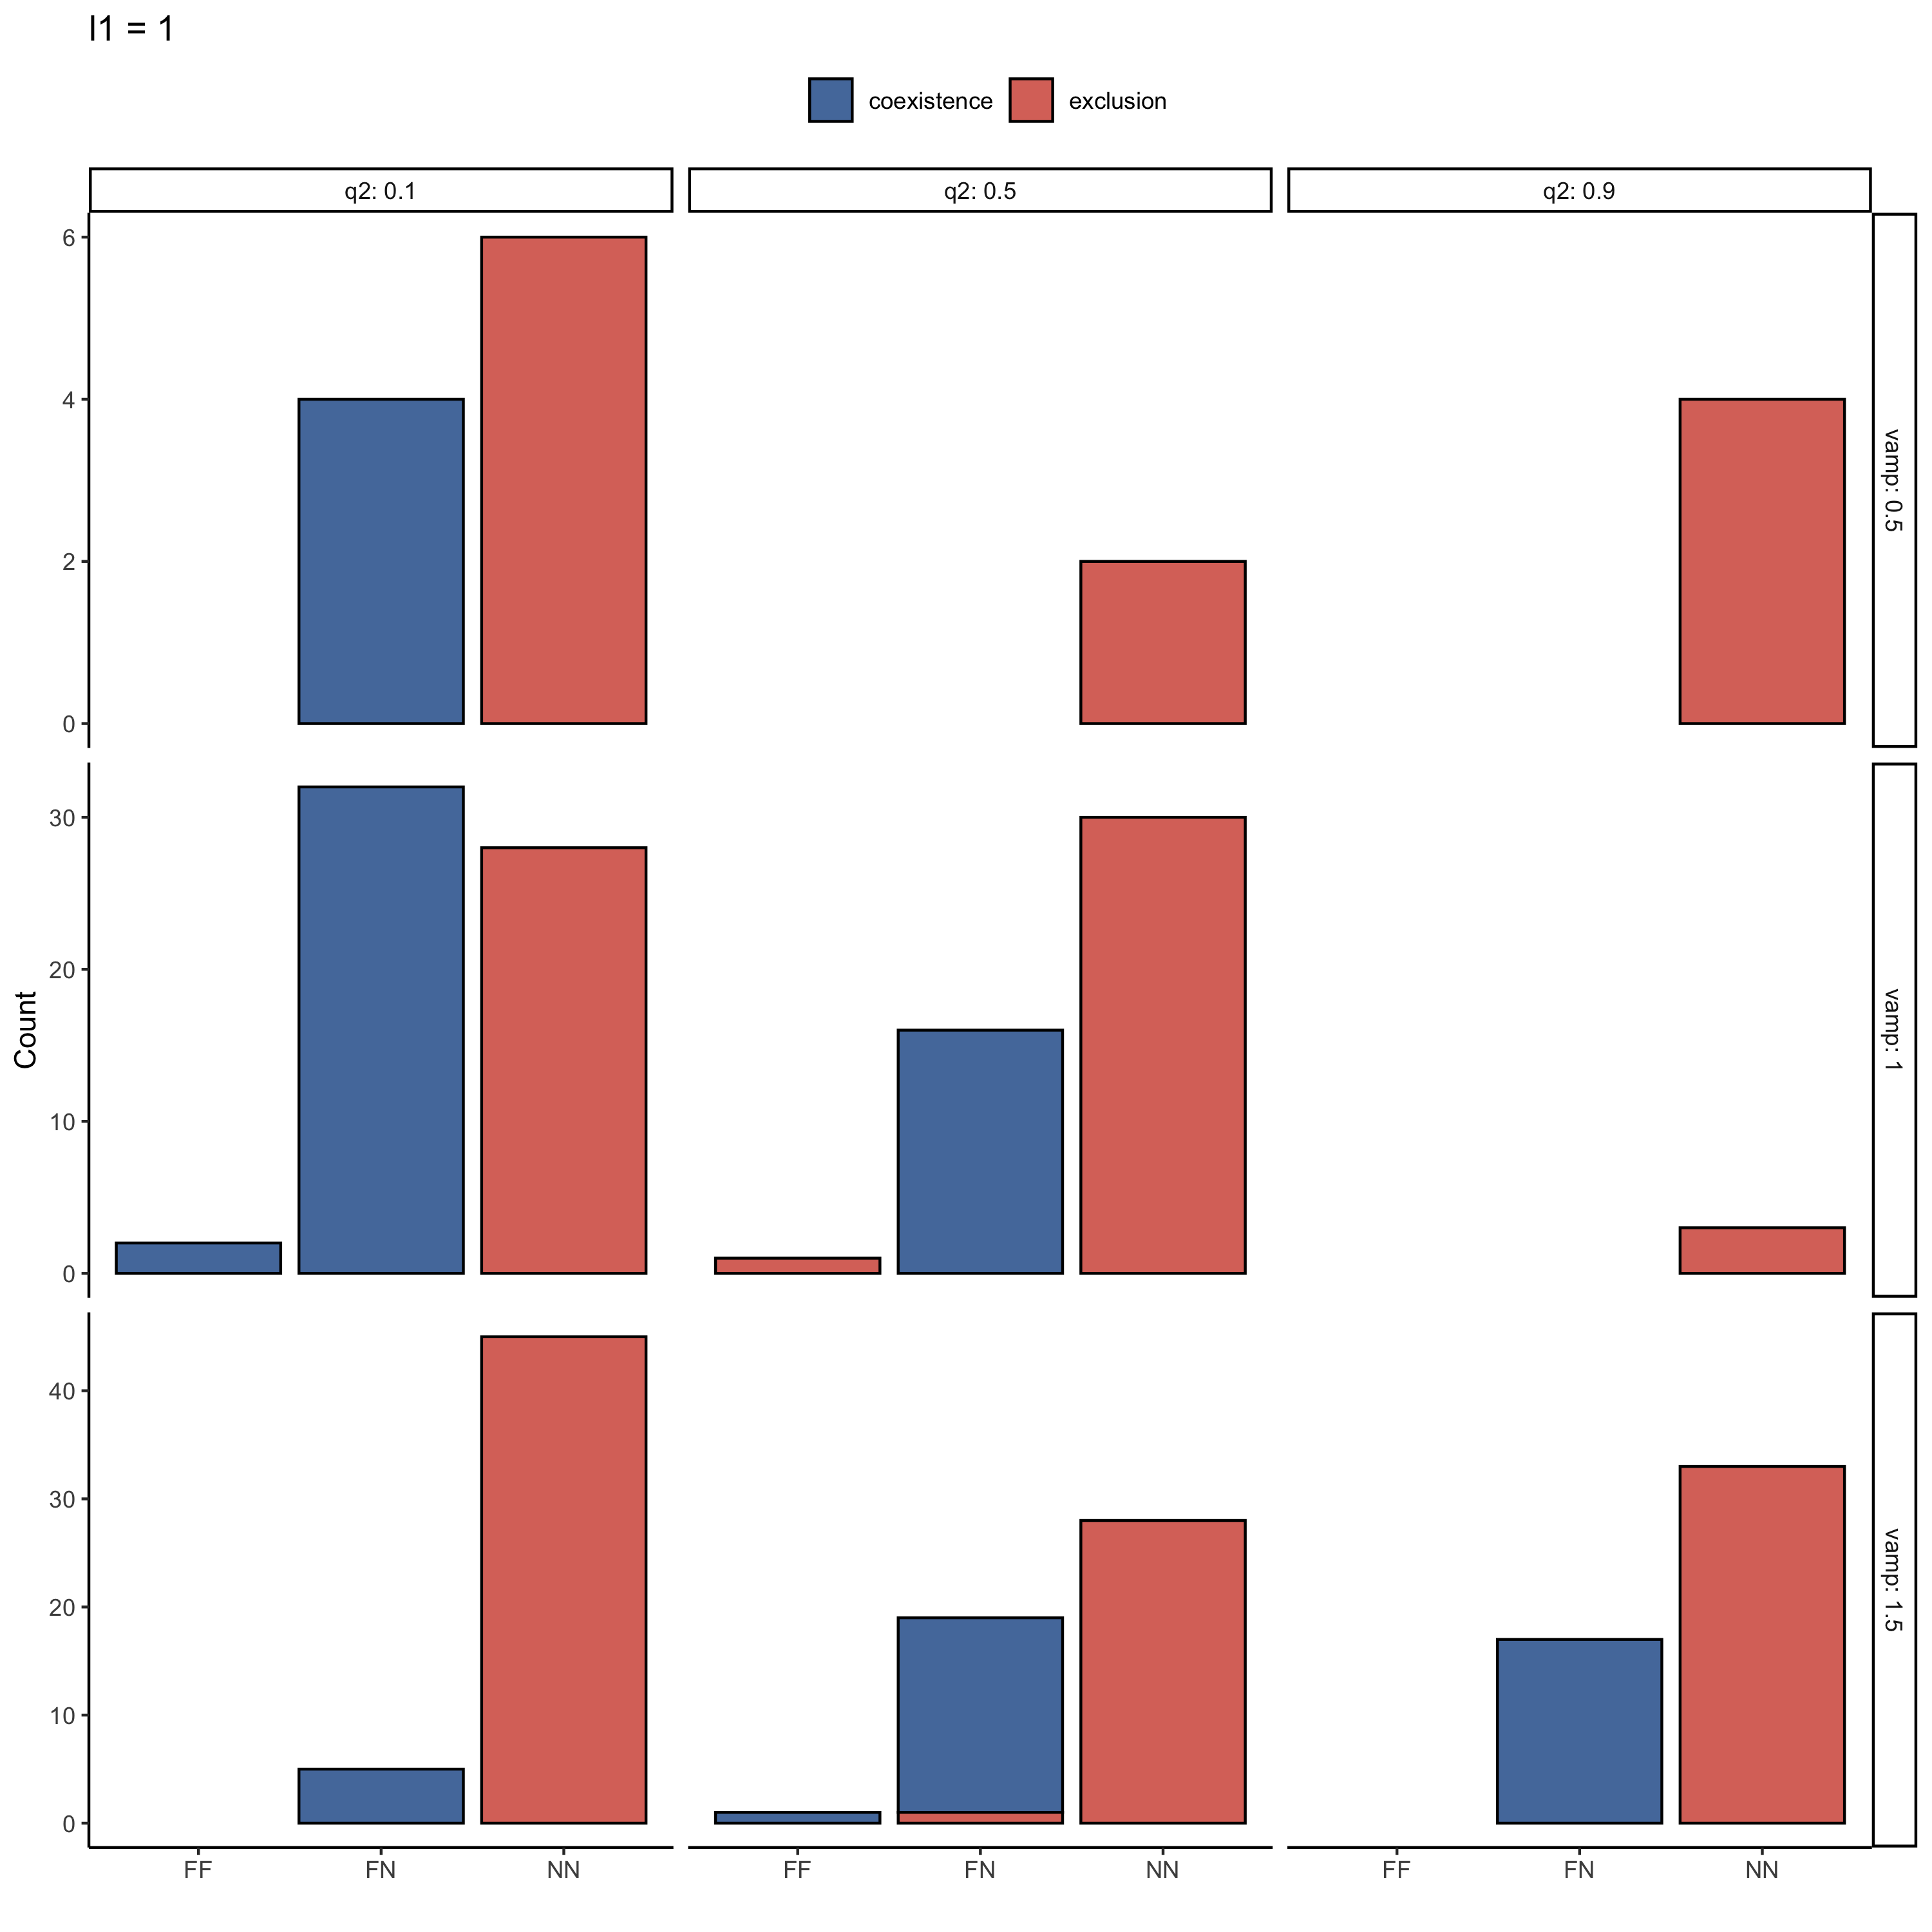 l1 = 1
coexistence exclusion
q2: 0.1 q2: 0.5 q2: 0.9
6
4
2
0
vamp: 0.5
30
20
10
0
vamp: 1
40
30
20
10
0
vamp: 1.5
Count
FF FN NN FF FN NN FF FN NN